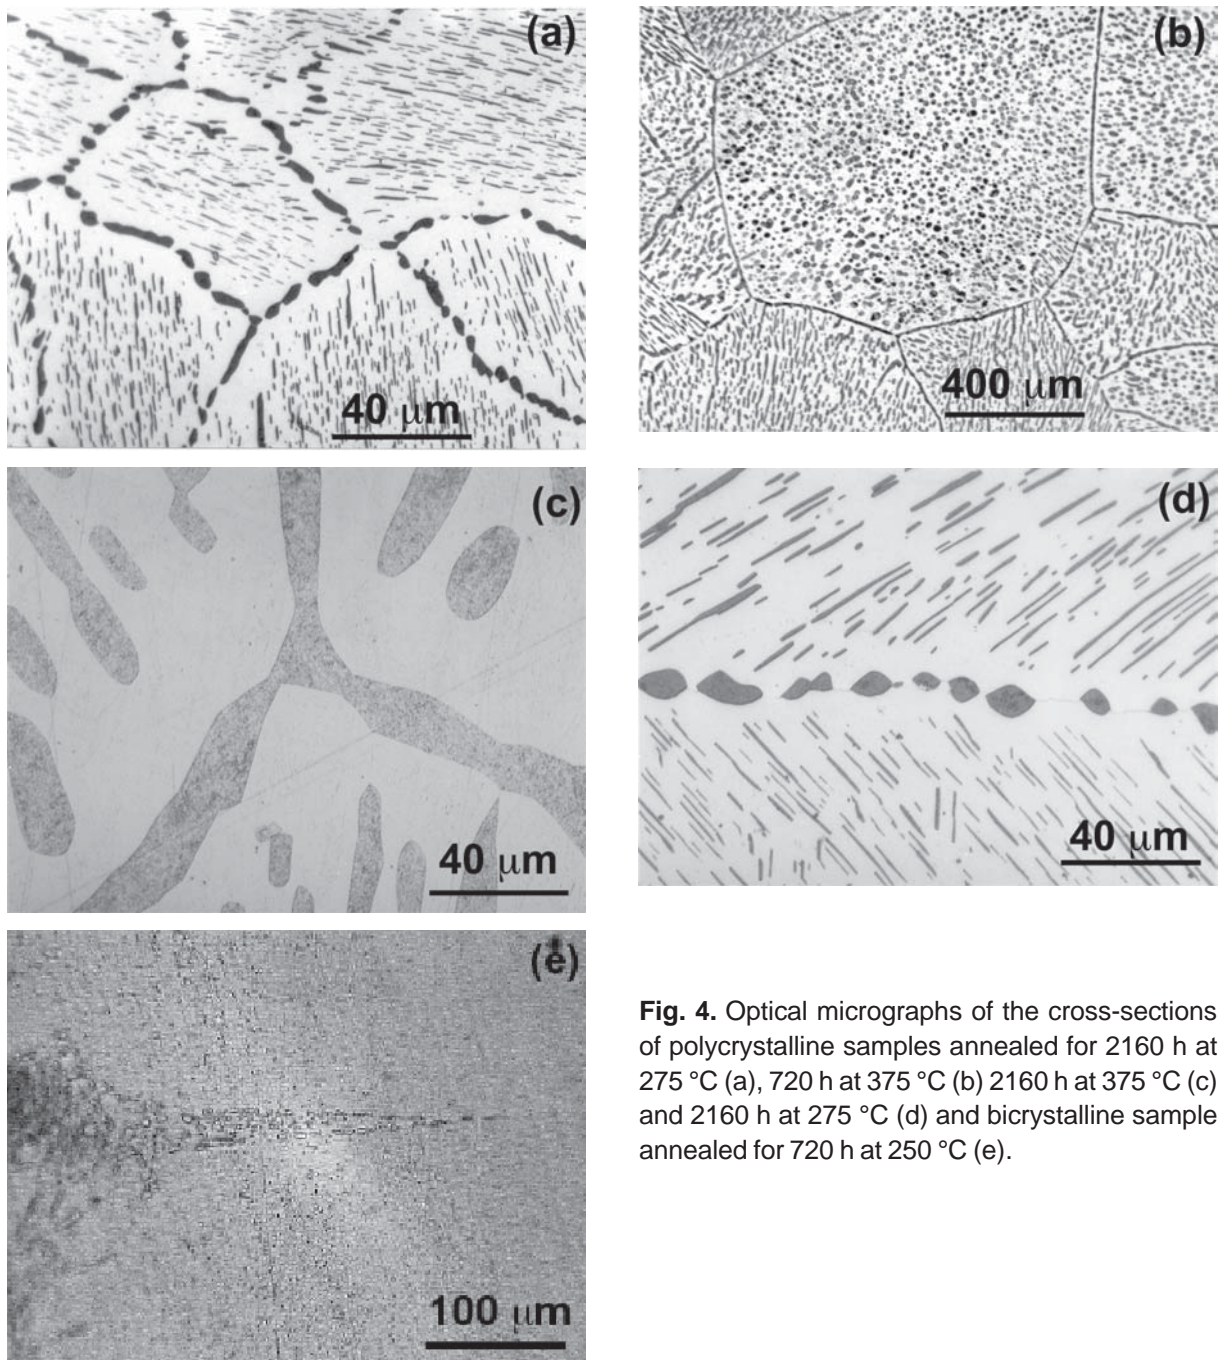 (a)
40 μm
(b)
400 μm
(c)
40 μm
(d)
40 μm
(e)
100 μm
Fig. 4. Optical micrographs of the cross-sections
of polycrystalline samples annealed for 2160 h at
275 °C (a), 720 h at 375 °C (b) 2160 h at 375 °C (c)
and 2160 h at 275 °C (d) and bicrystalline sample
annealed for 720 h at 250 °C (e).